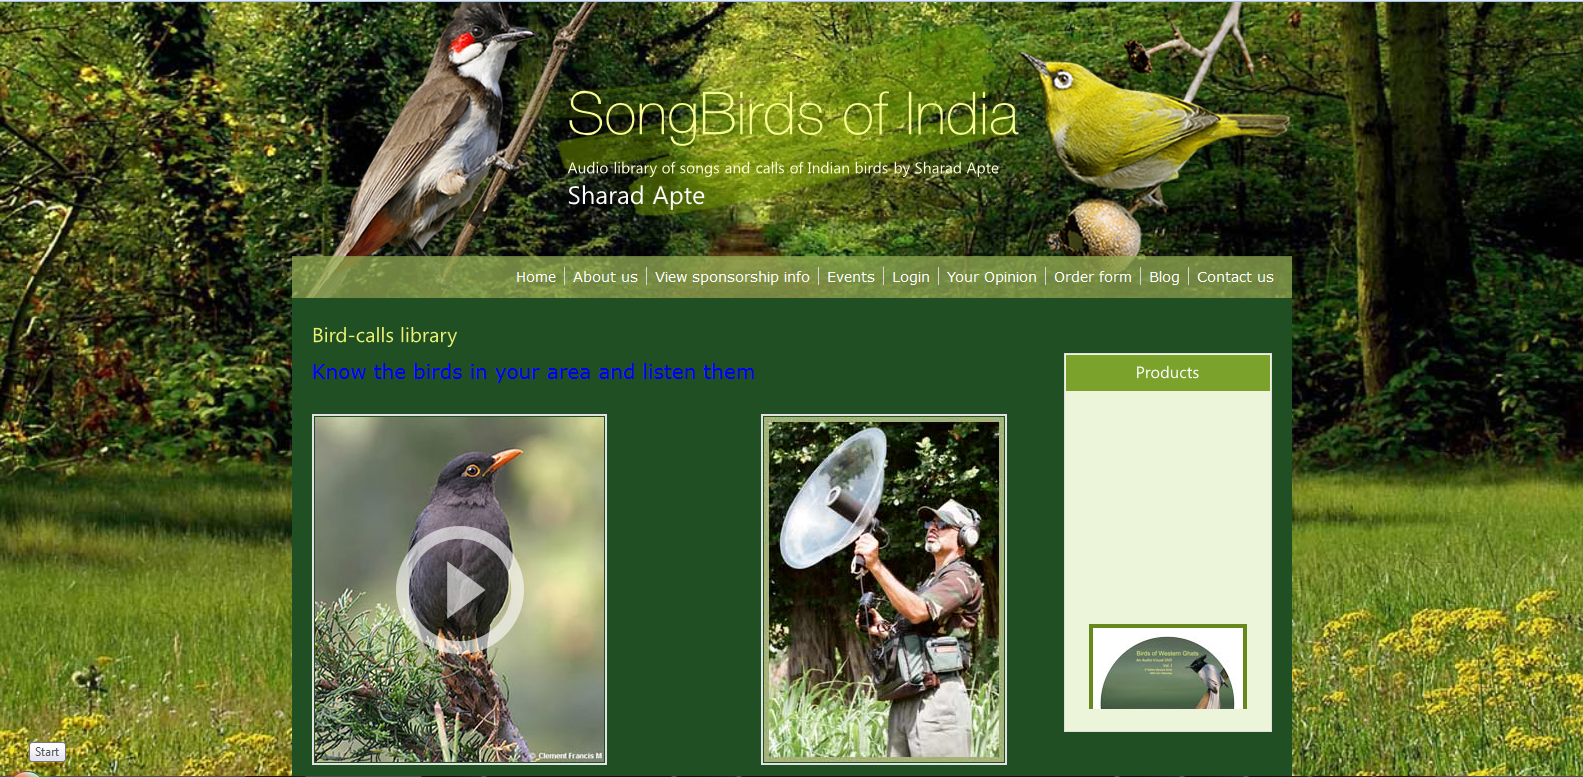 SongBirds of India
Audio library of songs and calls of Indian birds by Sharad Apte
Sharad Apte
Home
About us
View sponsorship info
Events
Login
Your Opinion
Order form
Blog
Contact us
Bird-calls library
Know the birds in your area and listen them
Products
Birds of Western Ghats
© Clement Francis M
Start